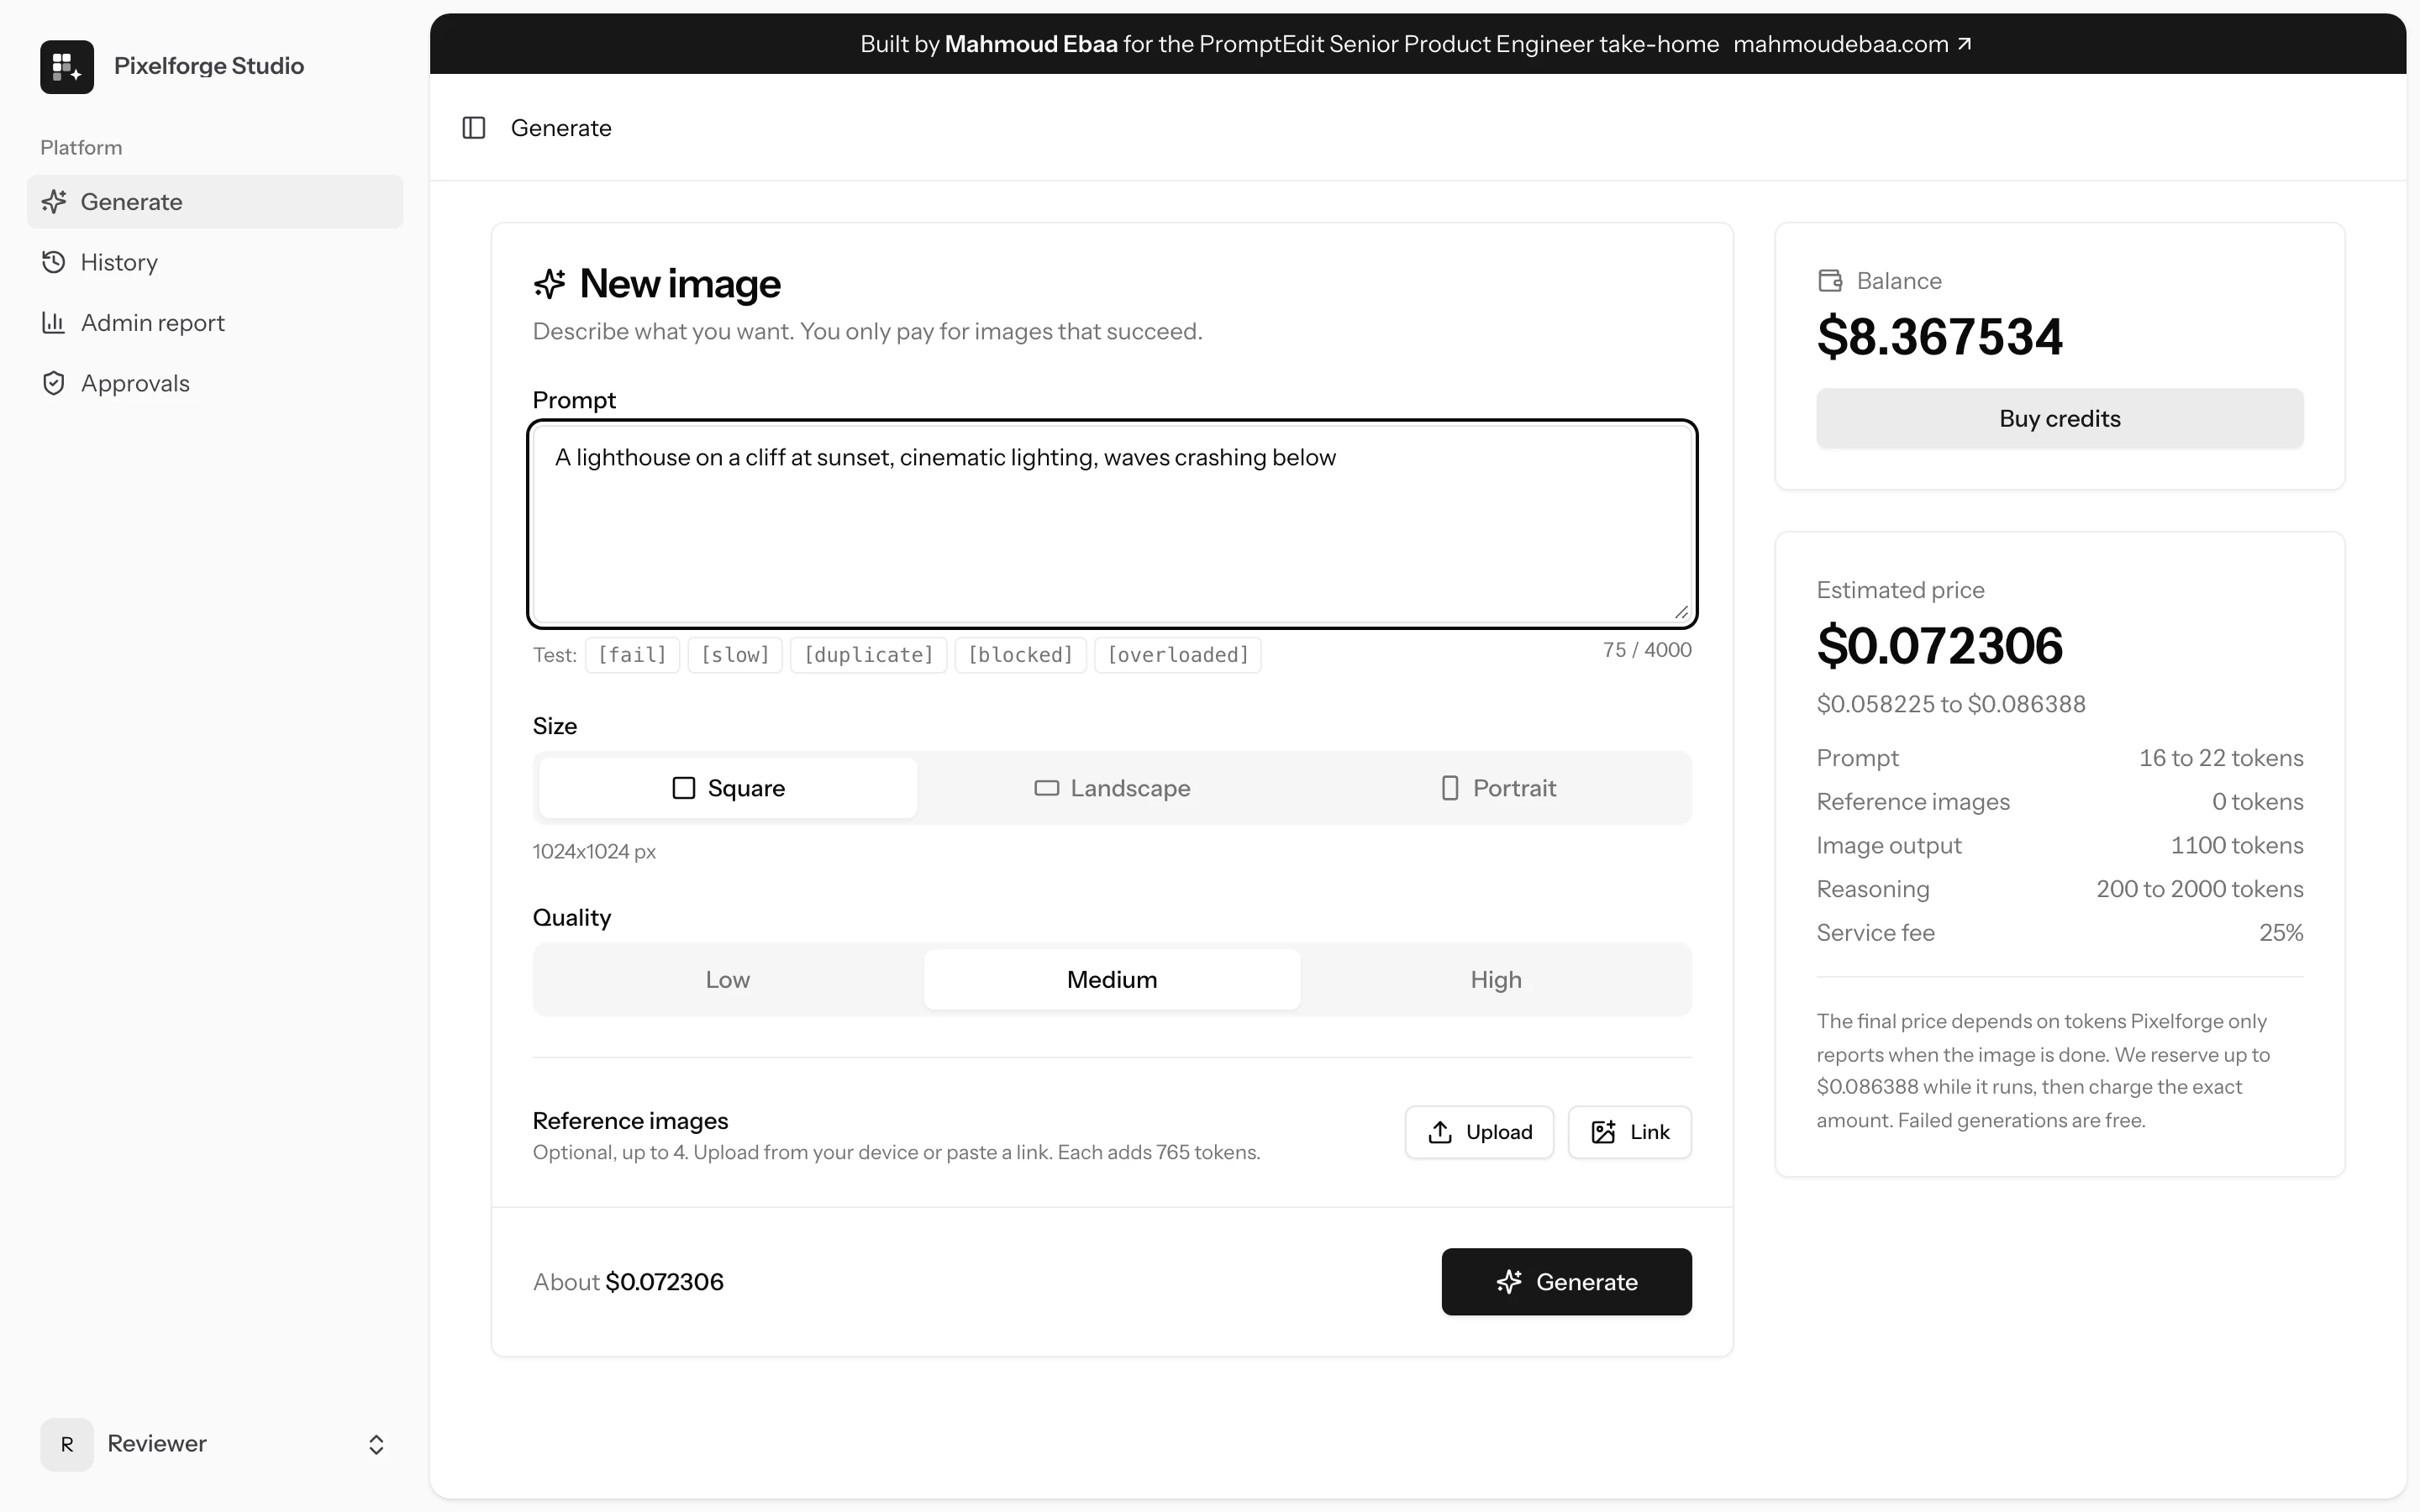 Pixelforge Studio
Platform
Generate
History
Admin report
Approvals
R
Reviewer
Built by Mahmoud Ebaa for the PromptEdit Senior Product Engineer take-home mahmoudebaa.com
Generate
New image
Describe what you want. You only pay for images that succeed.
Prompt
A lighthouse on a cliff at sunset, cinematic lighting, waves crashing below
Test: [fail] [slow] [duplicate] [blocked] [overloaded]
75 / 4000
Size
Square
Landscape
Portrait
1024x1024 px
Quality
Low
Medium
High
Reference images
Optional, up to 4. Upload from your device or paste a link. Each adds 765 tokens.
Upload
Link
About $0.072306
Generate
Balance
$8.367534
Buy credits
Estimated price
$0.072306
$0.058225 to $0.086388
Prompt 16 to 22 tokens
Reference images 0 tokens
Image output 1100 tokens
Reasoning 200 to 2000 tokens
Service fee 25%
The final price depends on tokens Pixelforge only
reports when the image is done. We reserve up to
$0.086388 while it runs, then charge the exact
amount. Failed generations are free.